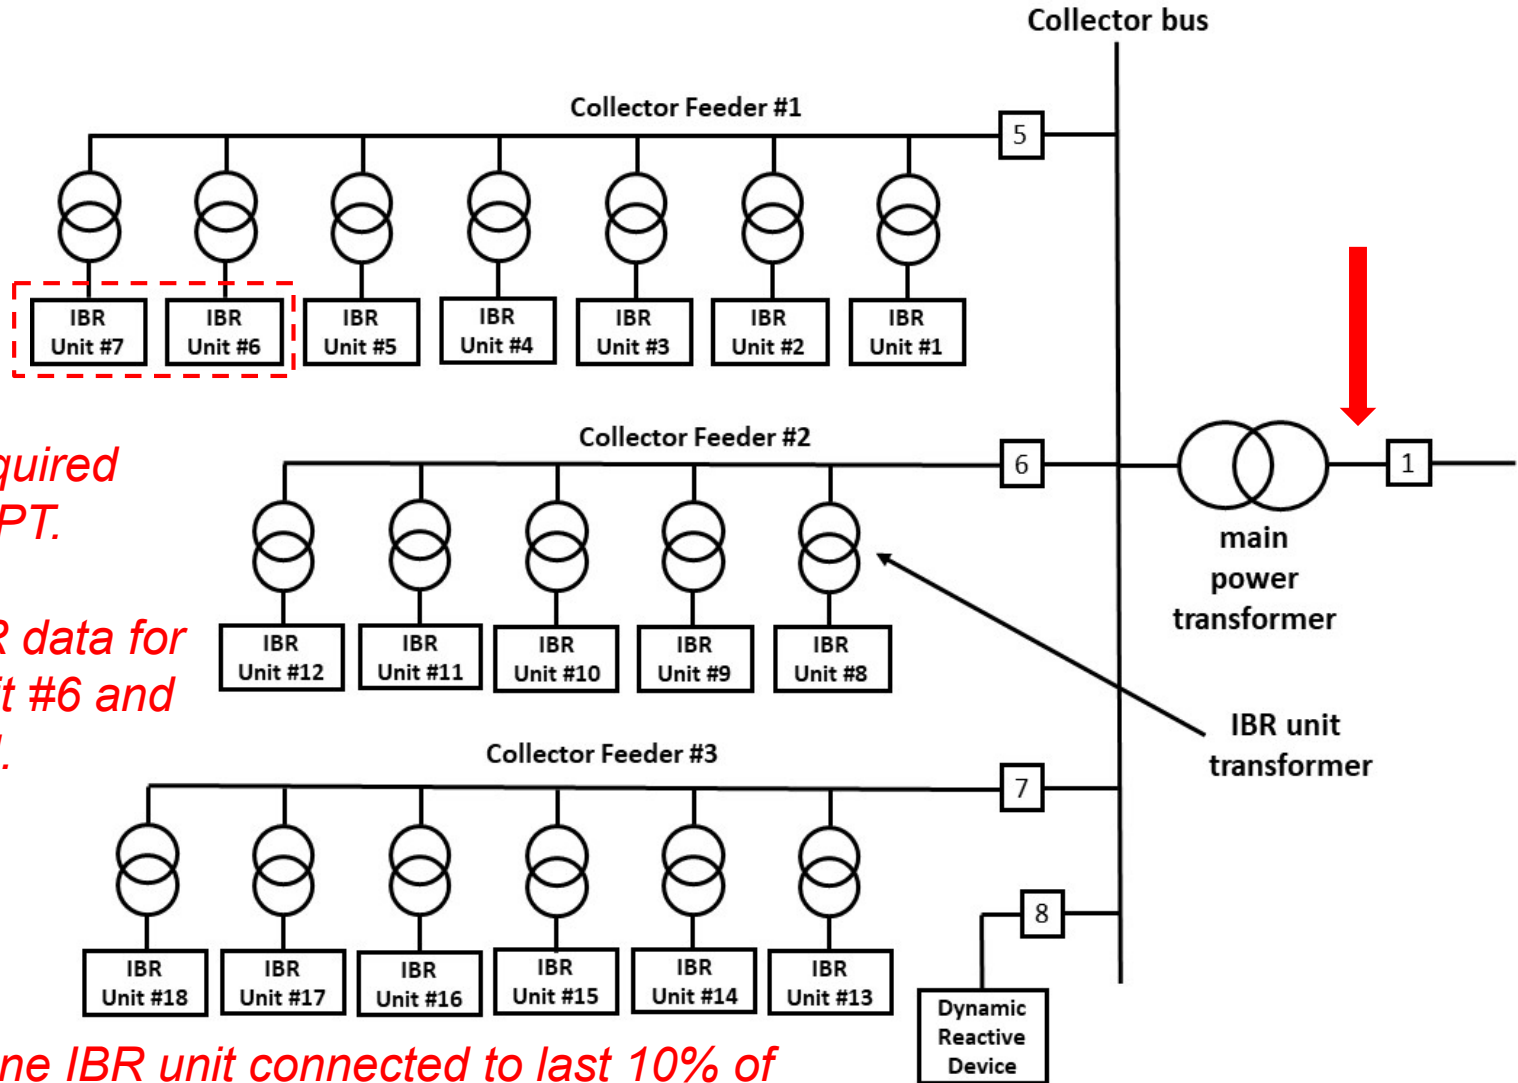 Collector bus
Collector Feeder #1
5
IBR
Unit #7
IBR
Unit #6
IBR
Unit #5
IBR
Unit #4
IBR
Unit #3
IBR
Unit #2
IBR
Unit #1
quired
PT.
Collector Feeder #2
6
1
main
power
transformer
R data for
it #6 and
IBR
Unit #12
IBR
Unit #11
IBR
Unit #10
IBR
Unit #9
IBR
Unit #8
IBR unit
transformer
Collector Feeder #3
7
IBR
Unit #18
IBR
Unit #17
IBR
Unit #16
IBR
Unit #15
IBR
Unit #14
IBR
Unit #13
8
Dynamic
Reactive
Device
ne IBR unit connected to last 10% of